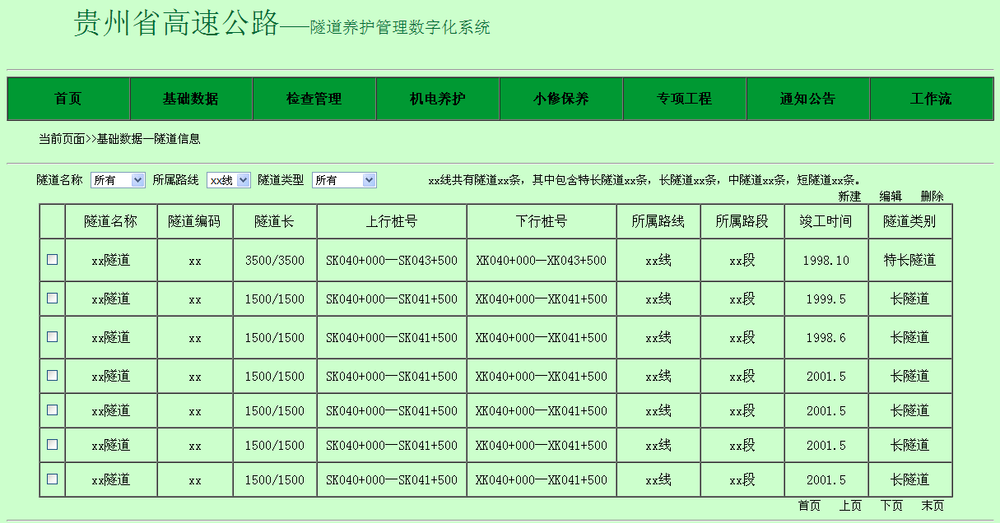 贵州省高速公路——隧道养护管理数字化系统
首页 基础数据 检查管理 机电养护 小修保养 专项工程 通知公告 工作流
当前页面>>基础数据—隧道信息
隧道名称 所有 所属路线 xx线 隧道类型 所有 xx线共有隧道xx条，其中包含特长隧道xx条，长隧道xx条，中隧道xx条，短隧道xx条。
新建 编辑 删除
隧道名称 隧道编码 隧道长 上行桩号 下行桩号 所属路线 所属路段 竣工时间 隧道类别
xx隧道 xx 3500/3500 SK040+000—SK043+500 XK040+000—XK043+500 xx线 xx段 1998.10 特长隧道
xx隧道 xx 1500/1500 SK040+000—SK041+500 XK040+000—XK041+500 xx线 xx段 1999.5 长隧道
xx隧道 xx 1500/1500 SK040+000—SK041+500 XK040+000—XK041+500 xx线 xx段 1998.6 长隧道
xx隧道 xx 1500/1500 SK040+000—SK041+500 XK040+000—XK041+500 xx线 xx段 2001.5 长隧道
xx隧道 xx 1500/1500 SK040+000—SK041+500 XK040+000—XK041+500 xx线 xx段 2001.5 长隧道
xx隧道 xx 1500/1500 SK040+000—SK041+500 XK040+000—XK041+500 xx线 xx段 2001.5 长隧道
xx隧道 xx 1500/1500 SK040+000—SK041+500 XK040+000—XK041+500 xx线 xx段 2001.5 长隧道
首页 上页 下页 末页